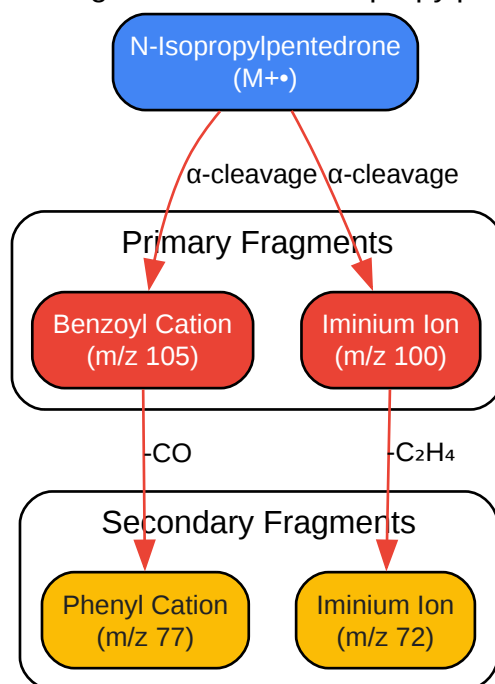 N-Isopropylpentedrone
(M+•)
α-cleavage α-cleavage
Primary Fragments
Benzoyl Cation
(m/z 105)
Iminium Ion
(m/z 100)
-CO
-C₂H₄
Secondary Fragments
Phenyl Cation
(m/z 77)
Iminium Ion
(m/z 72)